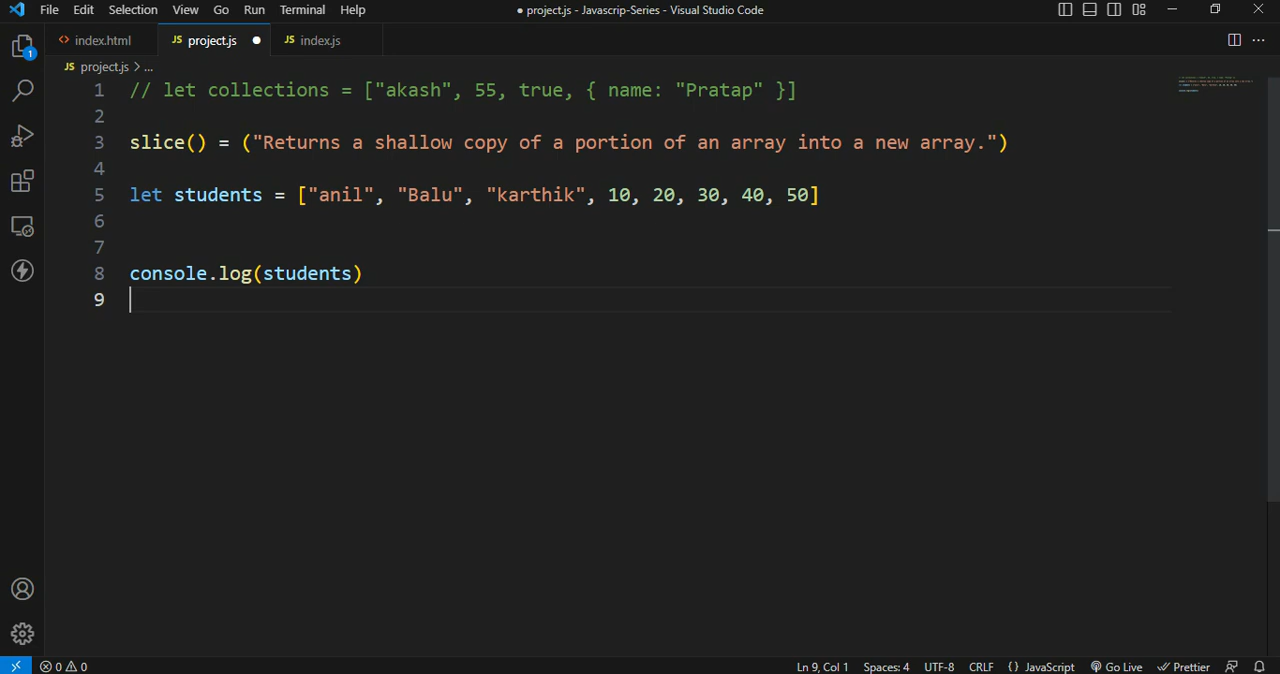 File Edit Selection View Go Run Terminal Help ● project.js - Javascrip-Series - Visual Studio Code
<> index.html JS project.js ● JS index.js
1
JS project.js > ...
1 // let collections = ["akash", 55, true, { name: "Pratap" }]
2
3 slice() = ("Returns a shallow copy of a portion of an array into a new array.")
4
5 let students = ["anil", "Balu", "karthik", 10, 20, 30, 40, 50]
6
7
8 console.log(students)
9
0 0 Ln 9, Col 1 Spaces: 4 UTF-8 CRLF {} JavaScript Go Live Prettier